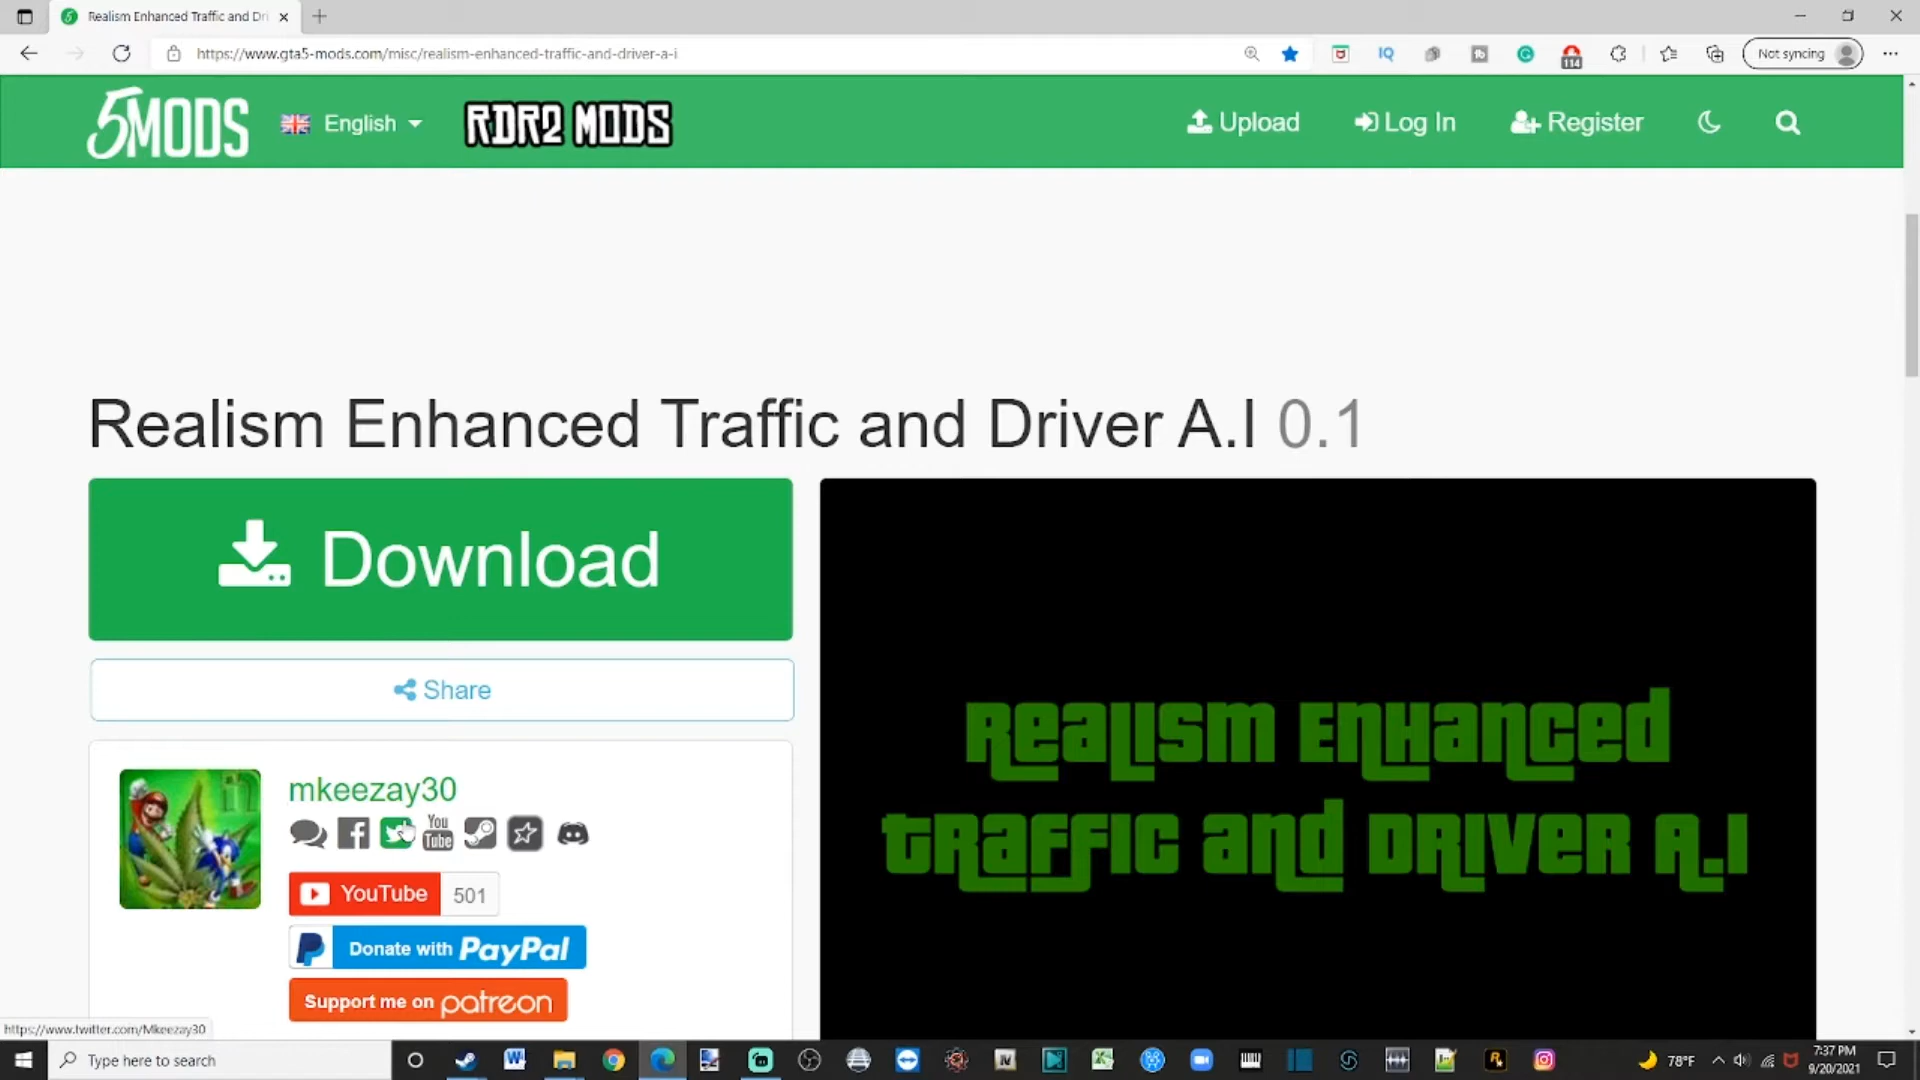 Realism Enhanced Traffic and Dri
https://www.gta5-mods.com/misc/realism-enhanced-traffic-and-driver-a-i
IQ
114
Not syncing
5MODS
English
RDR2 MODS
Upload
Log In
Register
Realism Enhanced Traffic and Driver A.I 0.1
Download
Share
mkeezay30
You Tube
YouTube 501
Donate with PayPal
Support me on patreon
Realism Enhanced
Traffic and Driver A.I
https://www.twitter.com/Mkeezay30
Type here to search
78°F
7:37 PM
9/20/2021